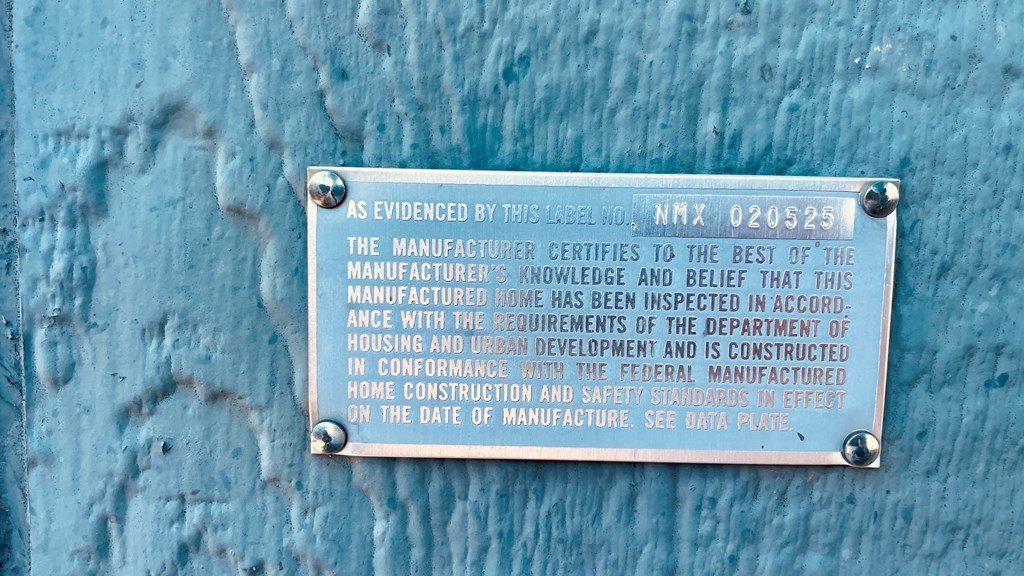 AS EVIDENCED BY THIS LABEL NO. NMX 020525
THE MANUFACTURER CERTIFIES TO THE BEST OF THE
MANUFACTURER'S KNOWLEDGE AND BELIEF THAT THIS
MANUFACTURED HOME HAS BEEN INSPECTED IN ACCORD-
ANCE WITH THE REQUIREMENTS OF THE DEPARTMENT OF
HOUSING AND URBAN DEVELOPMENT AND IS CONSTRUCTED
IN CONFORMANCE WITH THE FEDERAL MANUFACTURED
HOME CONSTRUCTION AND SAFETY STANDARDS IN EFFECT
ON THE DATE OF MANUFACTURE. SEE DATA PLATE.